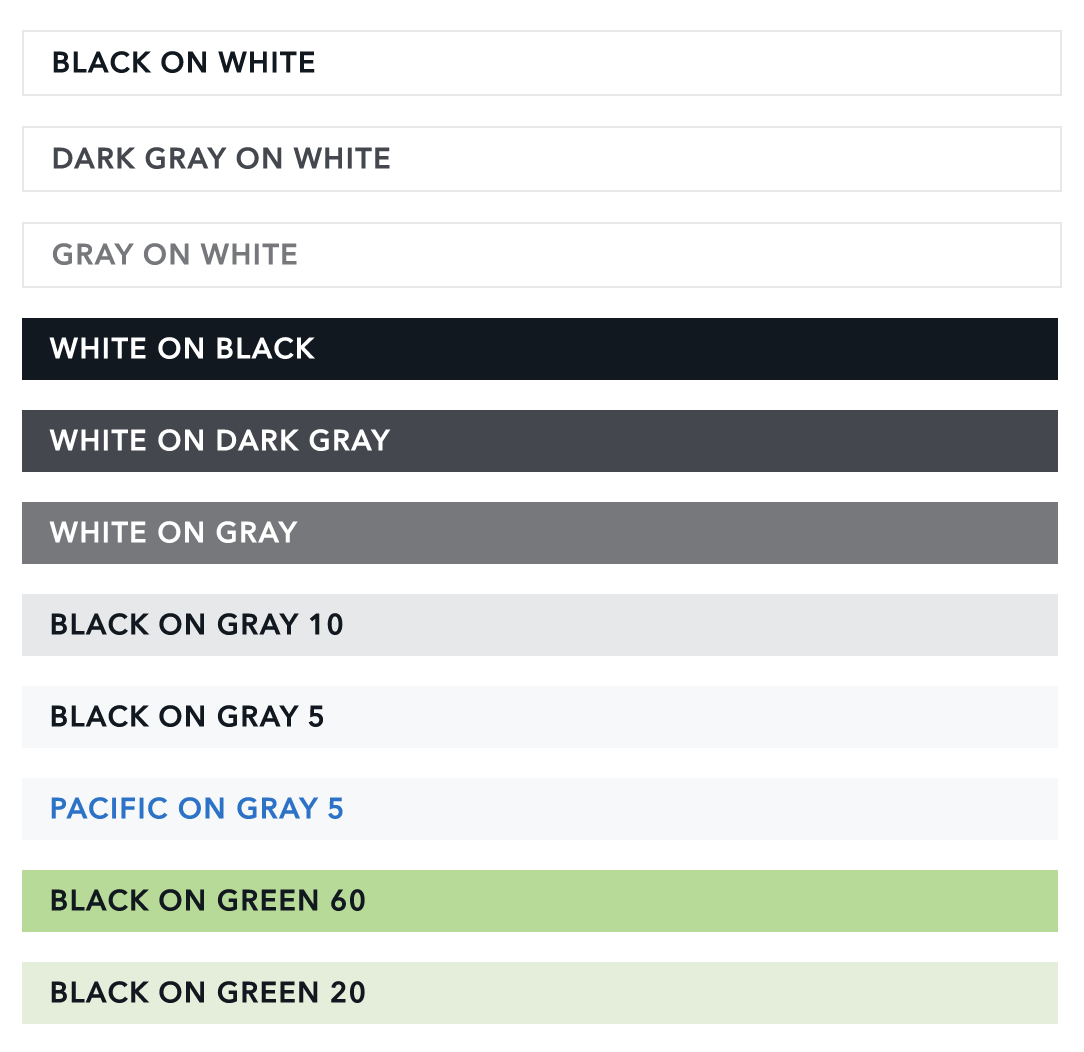 BLACK ON WHITE
DARK GRAY ON WHITE
GRAY ON WHITE
WHITE ON BLACK
WHITE ON DARK GRAY
WHITE ON GRAY
BLACK ON GRAY 10
BLACK ON GRAY 5
PACIFIC ON GRAY 5
BLACK ON GREEN 60
BLACK ON GREEN 20